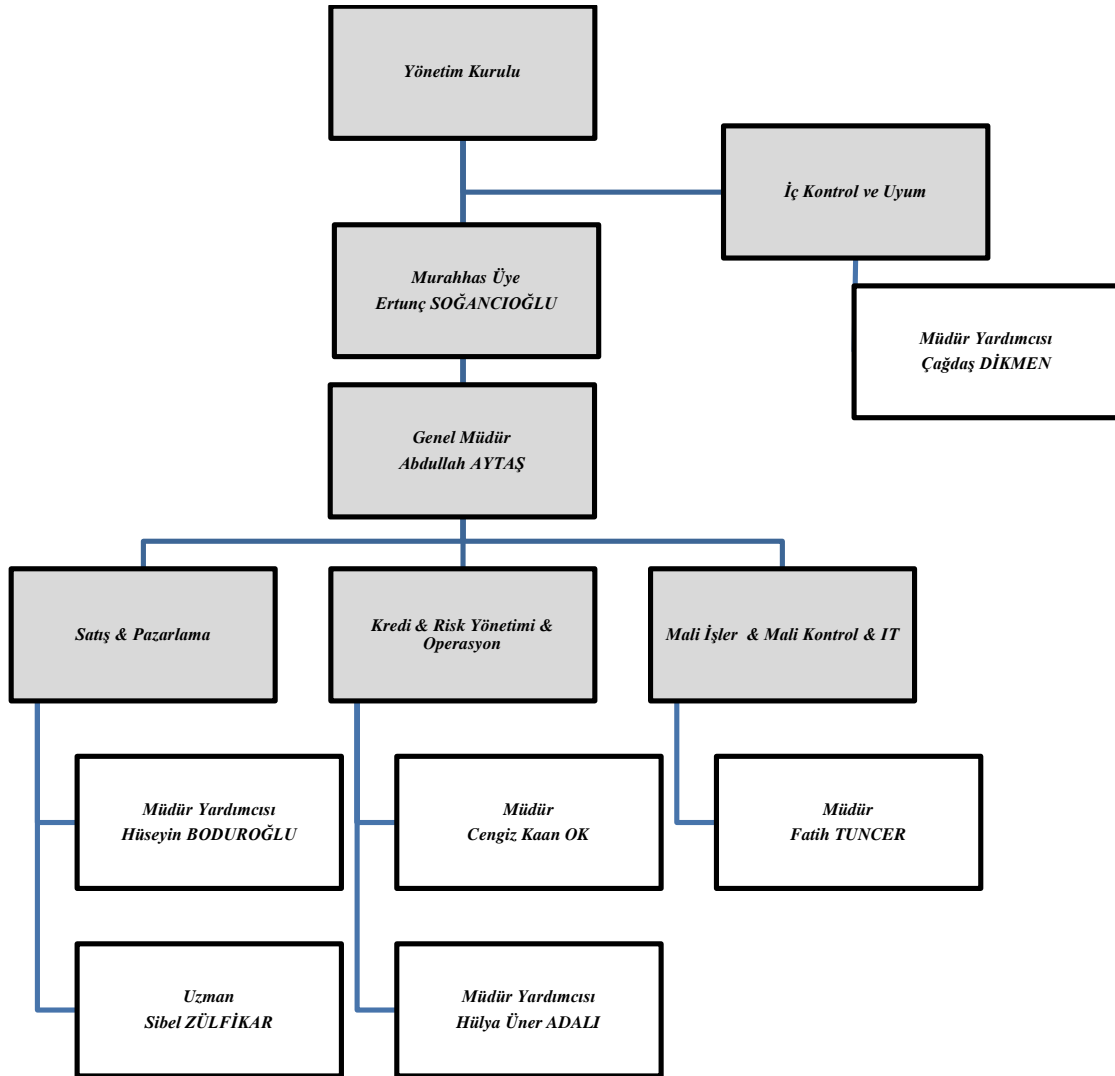 Yönetim Kurulu
İç Kontrol ve Uyum
Murahhas Üye
Ertunç SOĞANCIOĞLU
Müdür Yardımcısı
Çağdaş DİKMEN
Genel Müdür
Abdullah AYTAŞ
Satış & Pazarlama
Kredi & Risk Yönetimi &
Operasyon
Mali İşler & Mali Kontrol & IT
Müdür Yardımcısı
Hüseyin BODUROĞLU
Müdür
Cengiz Kaan OK
Müdür
Fatih TUNCER
Uzman
Sibel ZÜLFİKAR
Müdür Yardımcısı
Hülya Üner ADALI